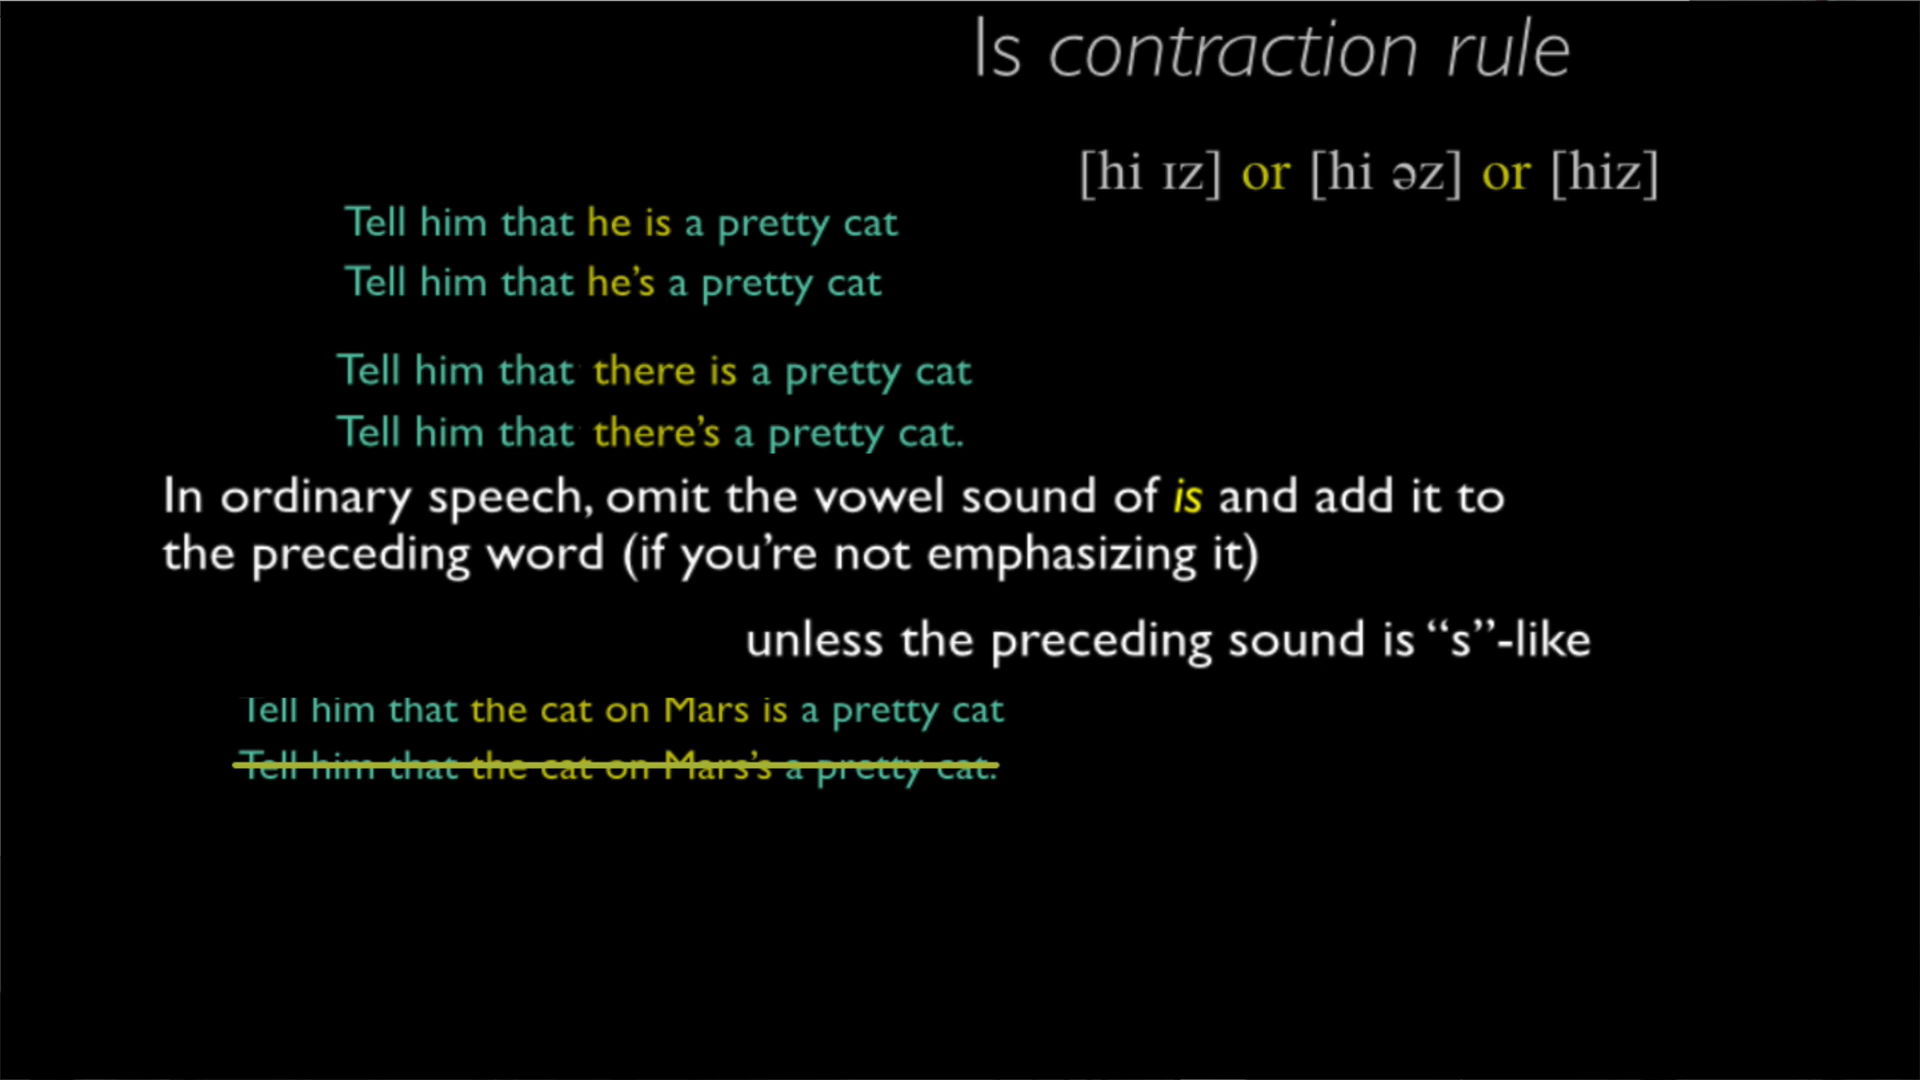 Is contraction rule
[hi ɪz] or [hi əz] or [hiz]
Tell him that he is a pretty cat
Tell him that he’s a pretty cat
Tell him that there is a pretty cat
Tell him that there’s a pretty cat.
In ordinary speech, omit the vowel sound of is and add it to
the preceding word (if you’re not emphasizing it)
unless the preceding sound is “s”-like
Tell him that the cat on Mars is a pretty cat
Tell him that the cat on Mars’s a pretty cat.